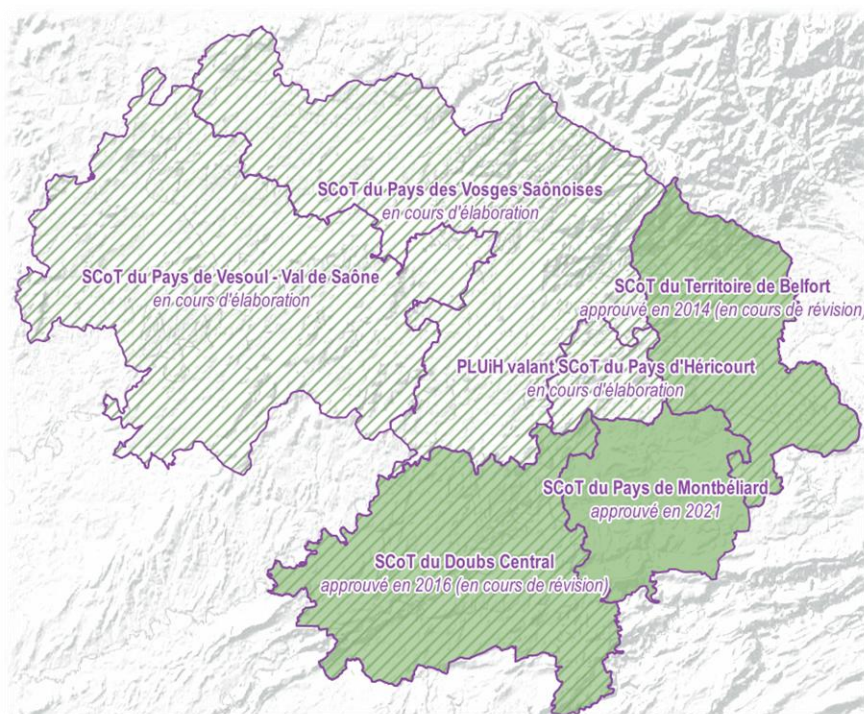 SCoT du Pays des Vosges Saônoises
en cours d'élaboration
SCoT du Pays de Vesoul - Val de Saône
en cours d'élaboration
SCoT du Territoire de Belfort
approuvé en 2014 (en cours de révision)
PLUiH valant SCoT du Pays d'Héricourt
en cours d'élaboration
SCoT du Pays de Montbéliard
approuvé en 2021
SCoT du Doubs Central
approuvé en 2016 (en cours de révision)